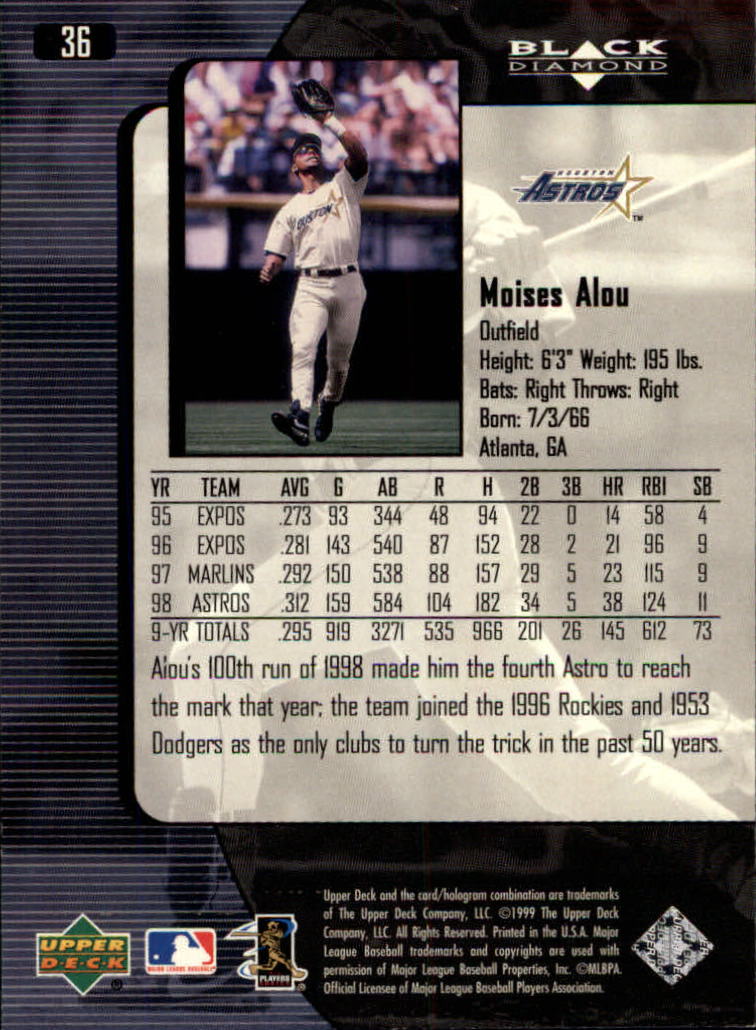 36
BLACK
DIAMOND
HOUSTON
ASTROS
TM
Moises Alou
Outfield
Height: 6'3" Weight: 195 lbs.
Bats: Right Throws: Right
Born: 7/3/66
Atlanta, GA
YR TEAM AVG G AB R H 2B 3B HR RBI SB
95 EXPOS .273 93 344 48 94 22 0 14 58 4
96 EXPOS .281 143 540 87 152 28 2 21 96 9
97 MARLINS .292 150 538 88 157 29 5 23 115 9
98 ASTROS .312 159 584 104 182 34 5 38 124 11
9-YR TOTALS .295 919 3271 535 966 201 26 145 612 73
Alou's 100th run of 1998 made him the fourth Astro to reach
the mark that year; the team joined the 1996 Rockies and 1953
Dodgers as the only clubs to turn the trick in the past 50 years.
Upper Deck and the card/hologram combination are trademarks
of The Upper Deck Company, LLC. ©1999 The Upper Deck
Company, LLC. All Rights Reserved. Printed in the U.S.A. Major
League Baseball trademarks and copyrights are used with
permission of Major League Baseball Properties, Inc. ©MLBPA.
Official Licensee of Major League Baseball Players Association.
UPPER
D•E•C•K
®
MAJOR LEAGUE BASEBALL
PLAYERS
®